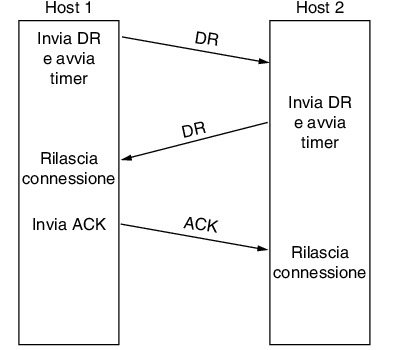 Host 1
Host 2
Invia DR
e avvia
timer
DR
Invia DR
e avvia
timer
DR
Rilascia
connessione
Invia ACK
ACK
Rilascia
connessione